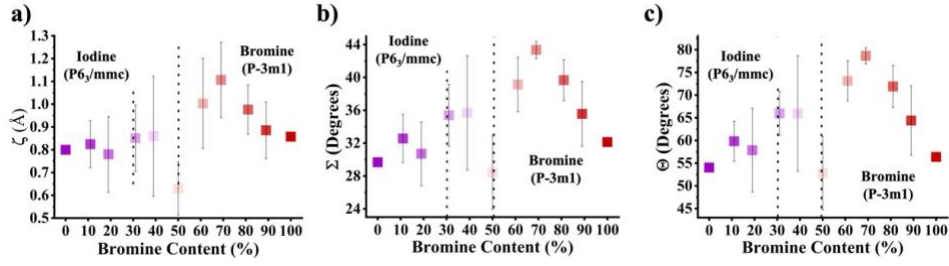 a)
1.3
1.2
1.1
1.0
0.9
0.8
0.7
0.6
0.5
ζ (Å)
Iodine
(P6₃/mmc)
Bromine
(P-3m1)
0 10 20 30 40 50 60 70 80 90 100
Bromine Content (%)
b)
44
40
36
32
28
24
Σ (Degrees)
Iodine
(P6₃/mmc)
Bromine
(P-3m1)
0 10 20 30 40 50 60 70 80 90 100
Bromine Content (%)
c)
80
75
70
65
60
55
50
45
Θ (Degrees)
Iodine
(P6₃/mmc)
Bromine
(P-3m1)
0 10 20 30 40 50 60 70 80 90 100
Bromine Content (%)